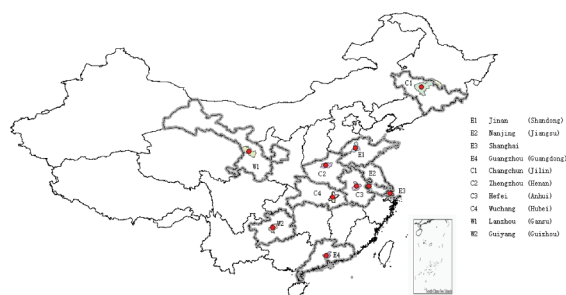 C1
E1
C2
W1
E2
C3
E3
C4
W2
E4
E1 Jinan (Shandong)
E2 Nanjing (Jiangsu)
E3 Shanghai
E4 Guangzhou (Guangdong)
C1 Changchun (Jilin)
C2 Zhengzhou (Henan)
C3 Hefei (Anhui)
C4 Wuchang (Hubei)
W1 Lanzhou (Gansu)
W2 Guiyang (Guizhou)